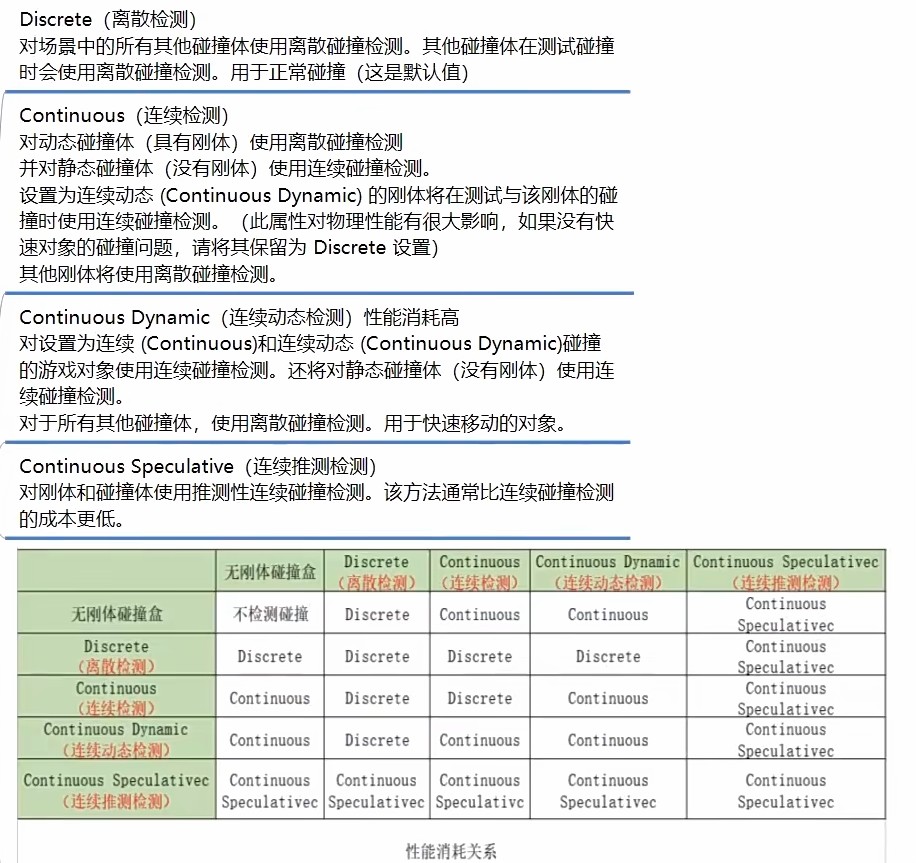 Discrete（离散检测）
对场景中的所有其他碰撞体使用离散碰撞检测。其他碰撞体在测试碰撞
时会使用离散碰撞检测。用于正常碰撞（这是默认值）
Continuous（连续检测）
对动态碰撞体（具有刚体）使用离散碰撞检测
并对静态碰撞体（没有刚体）使用连续碰撞检测。
设置为连续动态 (Continuous Dynamic) 的刚体将在测试与该刚体的碰
撞时使用连续碰撞检测。（此属性对物理性能有很大影响，如果没有快
速对象的碰撞问题，请将其保留为 Discrete 设置）
其他刚体将使用离散碰撞检测。
Continuous Dynamic（连续动态检测）性能消耗高
对设置为连续 (Continuous)和连续动态 (Continuous Dynamic)碰撞
的游戏对象使用连续碰撞检测。还将对静态碰撞体（没有刚体）使用连
续碰撞检测。
对于所有其他碰撞体，使用离散碰撞检测。用于快速移动的对象。
Continuous Speculative（连续推测检测）
对刚体和碰撞体使用推测性连续碰撞检测。该方法通常比连续碰撞检测
的成本更低。
无刚体碰撞盒 Discrete（离散检测） Continuous（连续检测） Continuous Dynamic（连续动态检测） Continuous Speculativec（连续推测检测）
无刚体碰撞盒 不检测碰撞 Discrete Continuous Continuous Continuous Speculativec
Discrete（离散检测） Discrete Discrete Discrete Discrete Continuous Speculativec
Continuous（连续检测） Continuous Discrete Discrete Continuous Continuous Speculativec
Continuous Dynamic（连续动态检测） Continuous Discrete Continuous Continuous Continuous Speculativec
Continuous Speculativec（连续推测检测） Continuous Speculativec Continuous Speculativec Continuous Speculativc Continuous Speculativec Continuous Speculativec
性能消耗关系